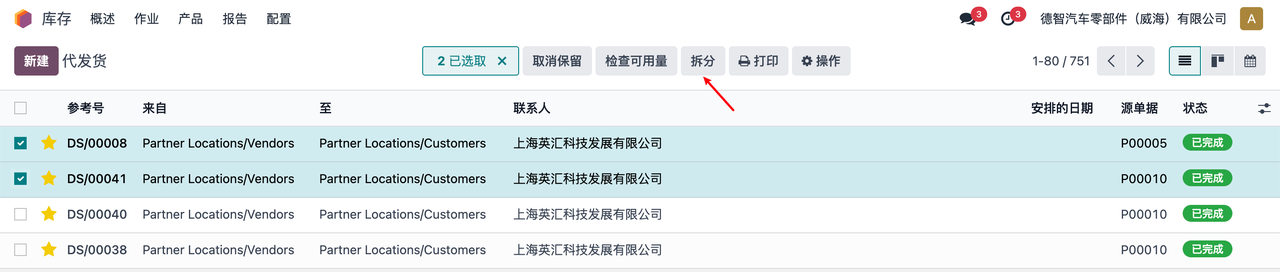 库存 概述 作业 产品 报告 配置 3 3 德智汽车零部件（威海）有限公司 A
新建 代发货 2 已选取 × 取消保留 检查可用量 拆分 打印 操作 1-80 / 751
参考号 来自 至 联系人 安排的日期 源单据 状态
DS/00008 Partner Locations/Vendors Partner Locations/Customers 上海英汇科技发展有限公司 P00005 已完成
DS/00041 Partner Locations/Vendors Partner Locations/Customers 上海英汇科技发展有限公司 P00010 已完成
DS/00040 Partner Locations/Vendors Partner Locations/Customers 上海英汇科技发展有限公司 P00010 已完成
DS/00038 Partner Locations/Vendors Partner Locations/Customers 上海英汇科技发展有限公司 P00010 已完成